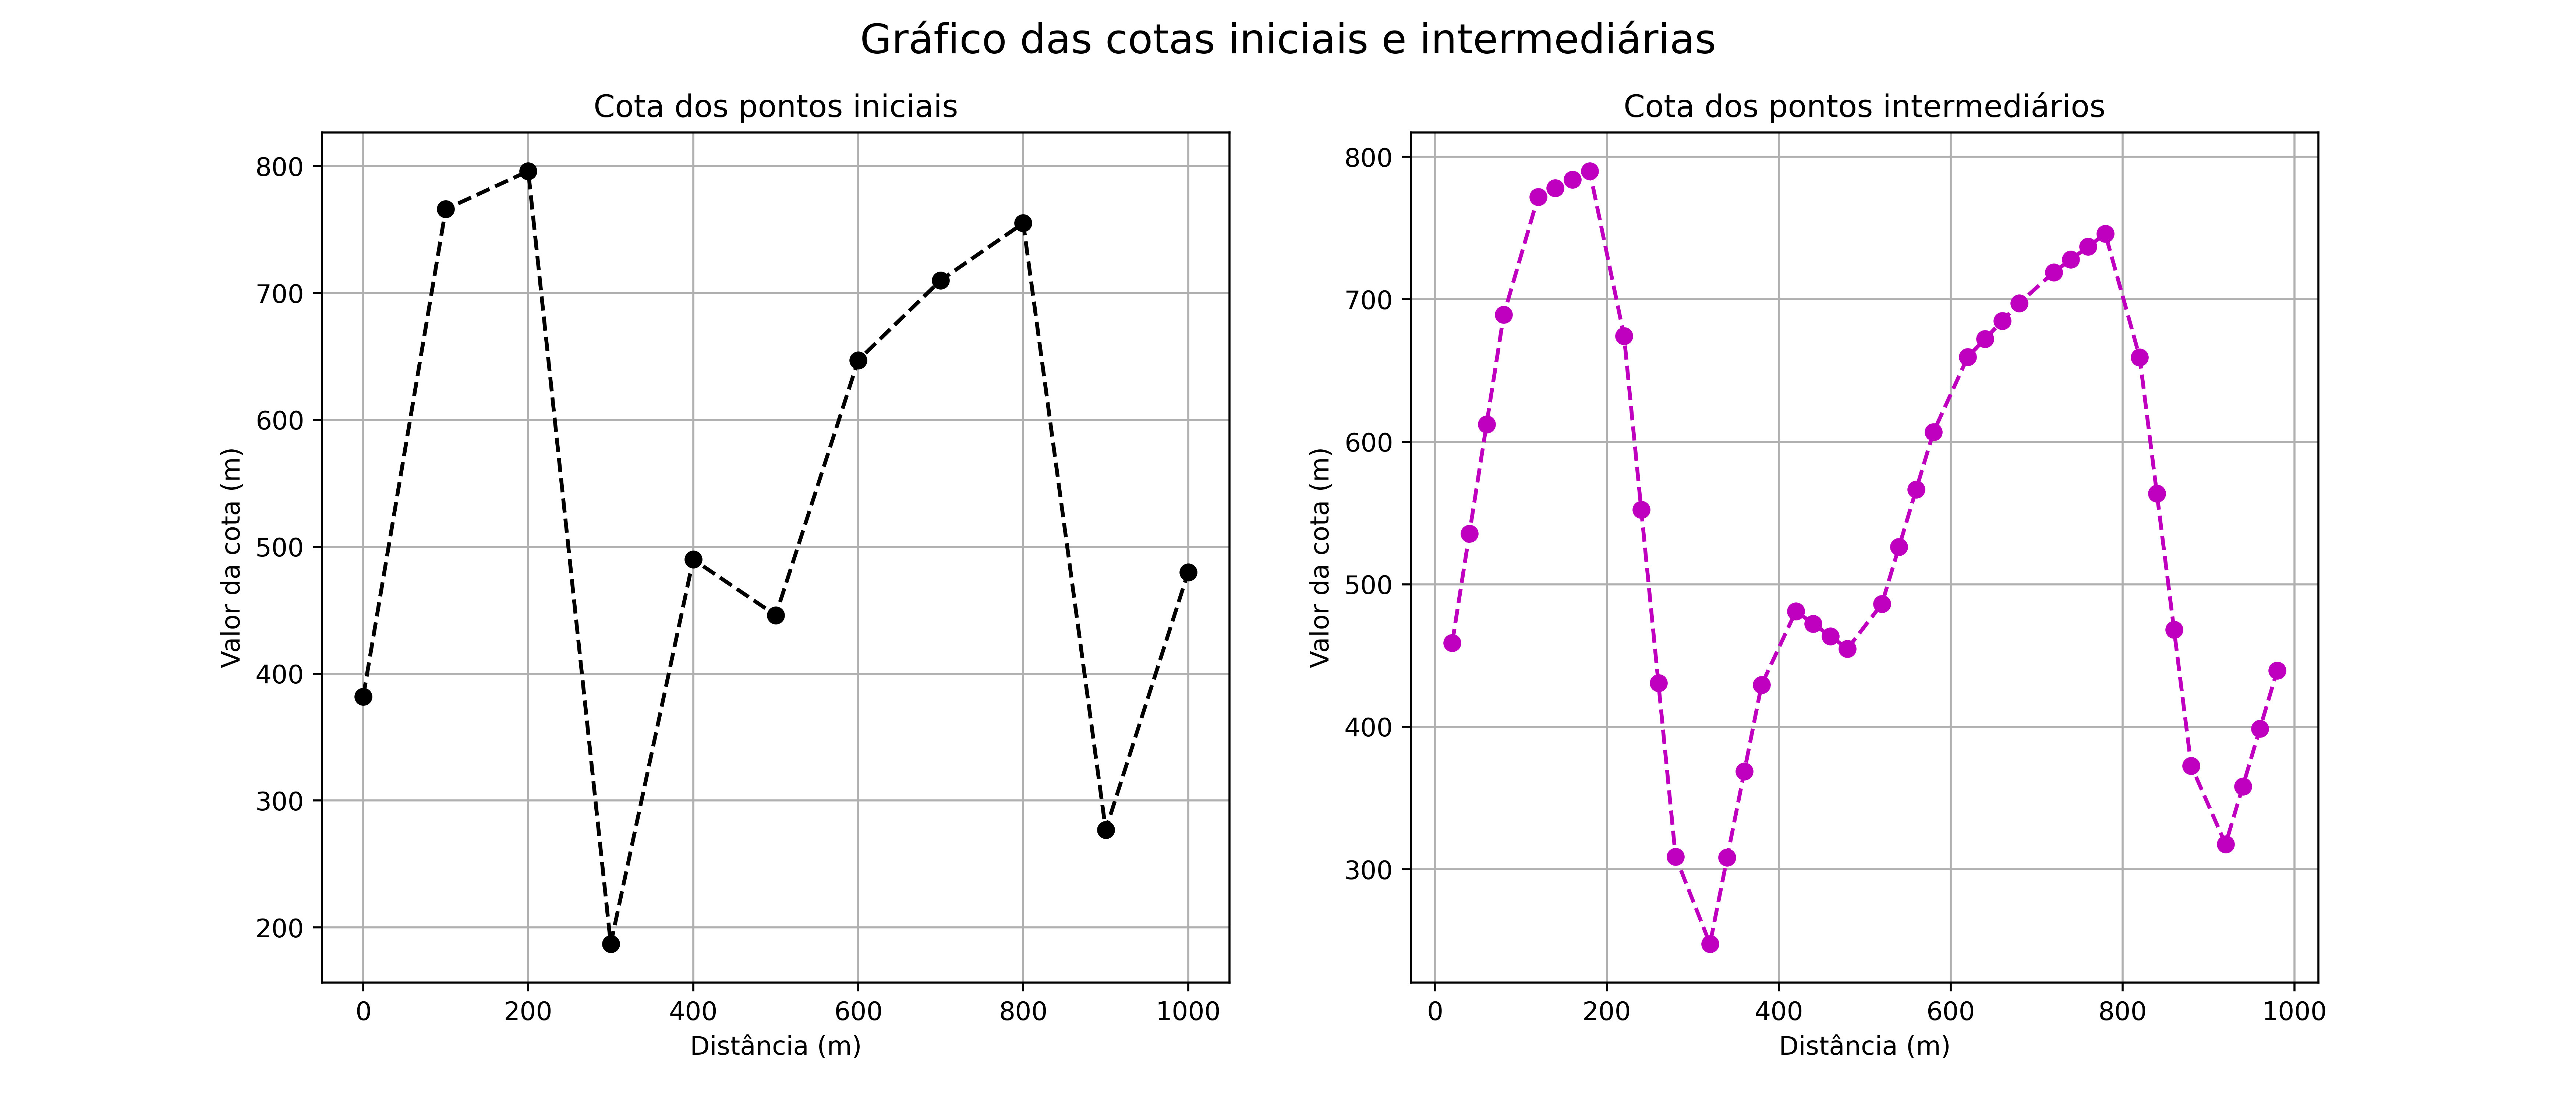 Gráfico das cotas iniciais e intermediárias
Cota dos pontos iniciais
800
700
600
500
400
300
200
Valor da cota (m)
0 200 400 600 800 1000
Distância (m)
Cota dos pontos intermediários
800
700
600
500
400
300
Valor da cota (m)
0 200 400 600 800 1000
Distância (m)